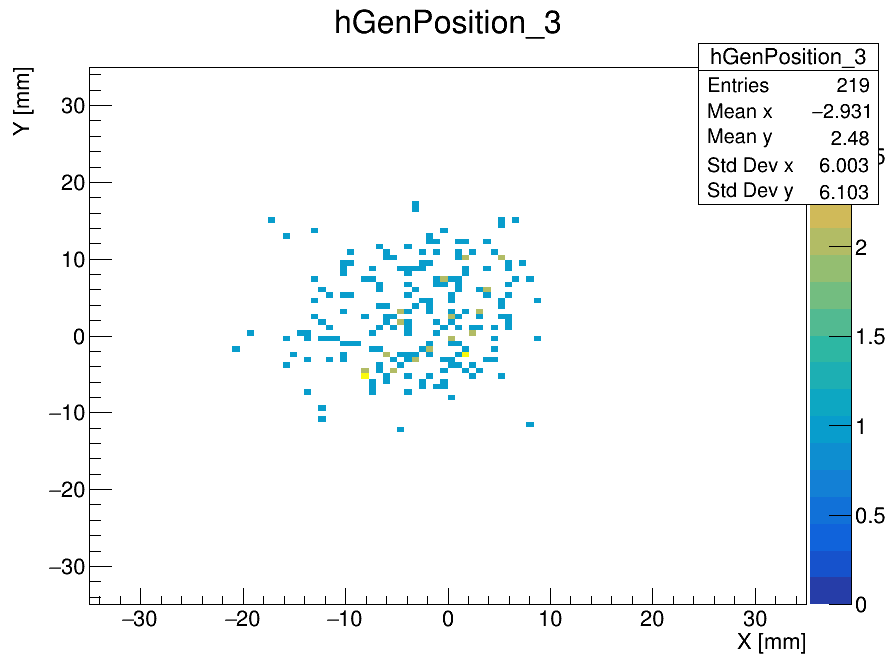 hGenPosition_3
hGenPosition_3
Entries 219
Mean x −2.931
Mean y 2.48
Std Dev x 6.003
Std Dev y 6.103
Y [mm]
30
20
10
0
−10
−20
−30
−30 −20 −10 0 10 20 30
X [mm]
5
2
1.5
1
0.5
0